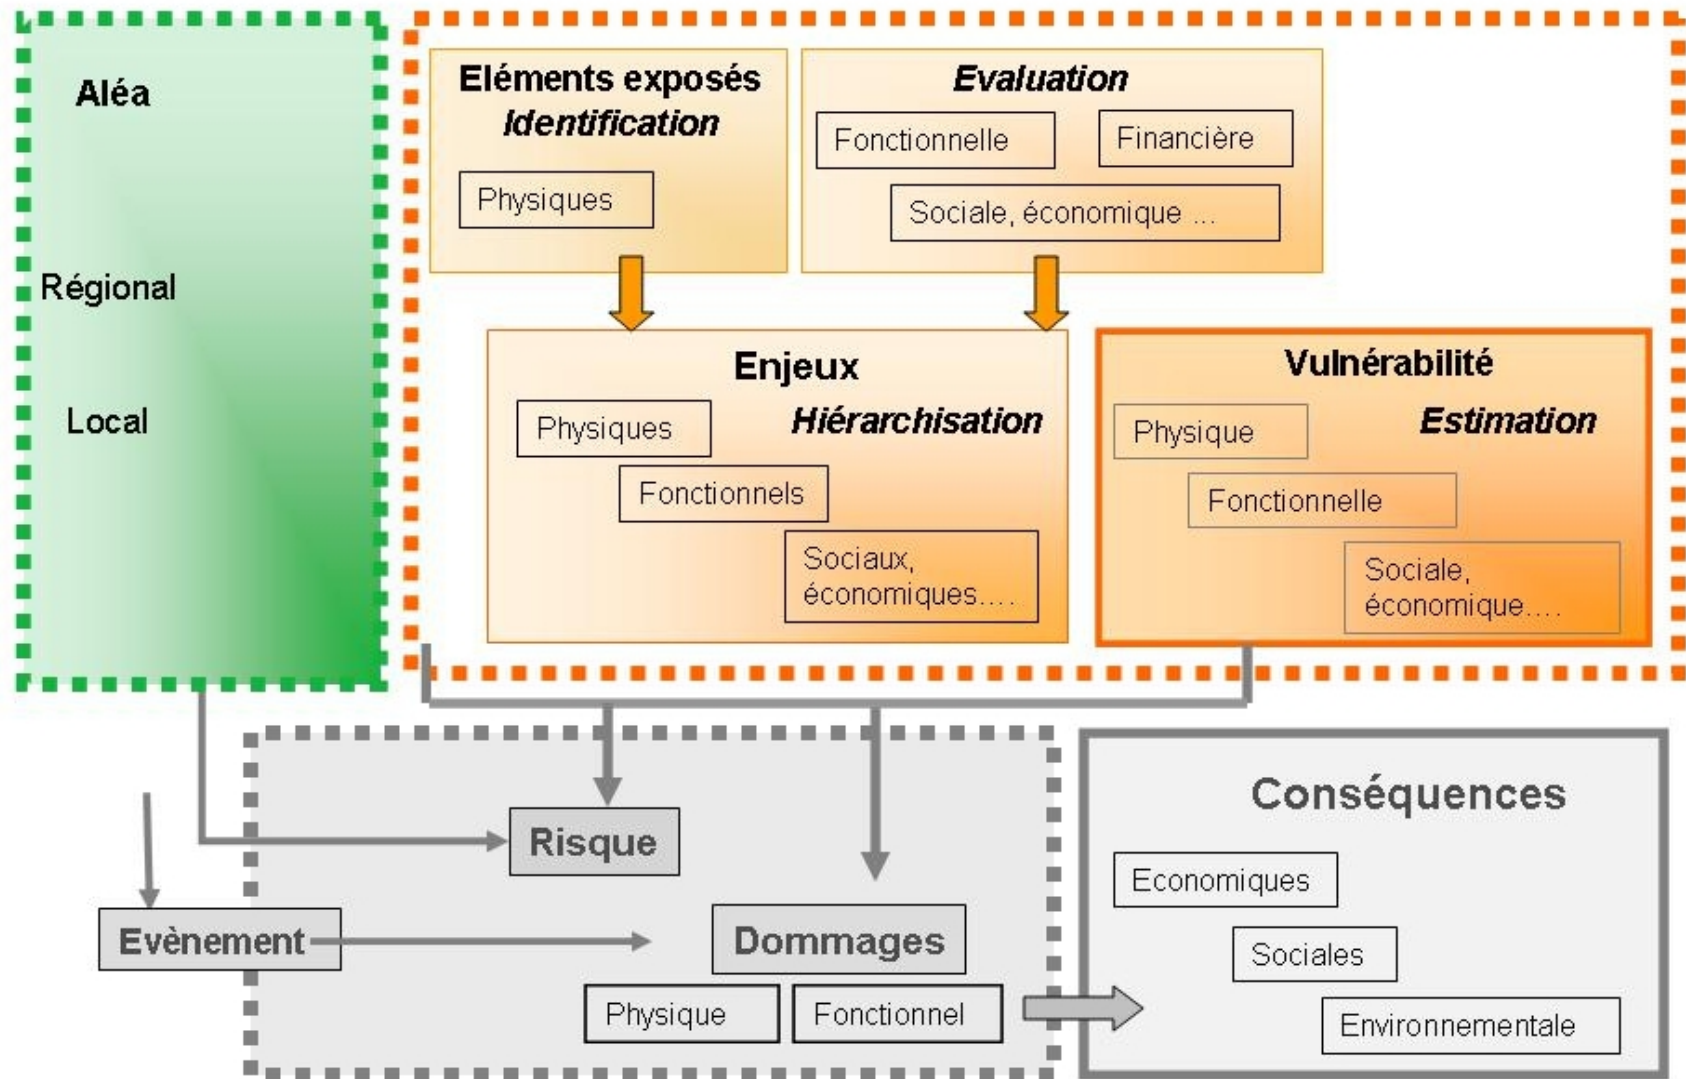 Aléa
Régional
Local
Eléments exposés
Identification
Physiques
Evaluation
Fonctionnelle
Financière
Sociale, économique ...
Enjeux
Hiérarchisation
Physiques
Fonctionnels
Sociaux,
économiques....
Vulnérabilité
Estimation
Physique
Fonctionnelle
Sociale,
économique....
Risque
Evènement
Dommages
Physique
Fonctionnel
Conséquences
Economiques
Sociales
Environnementale